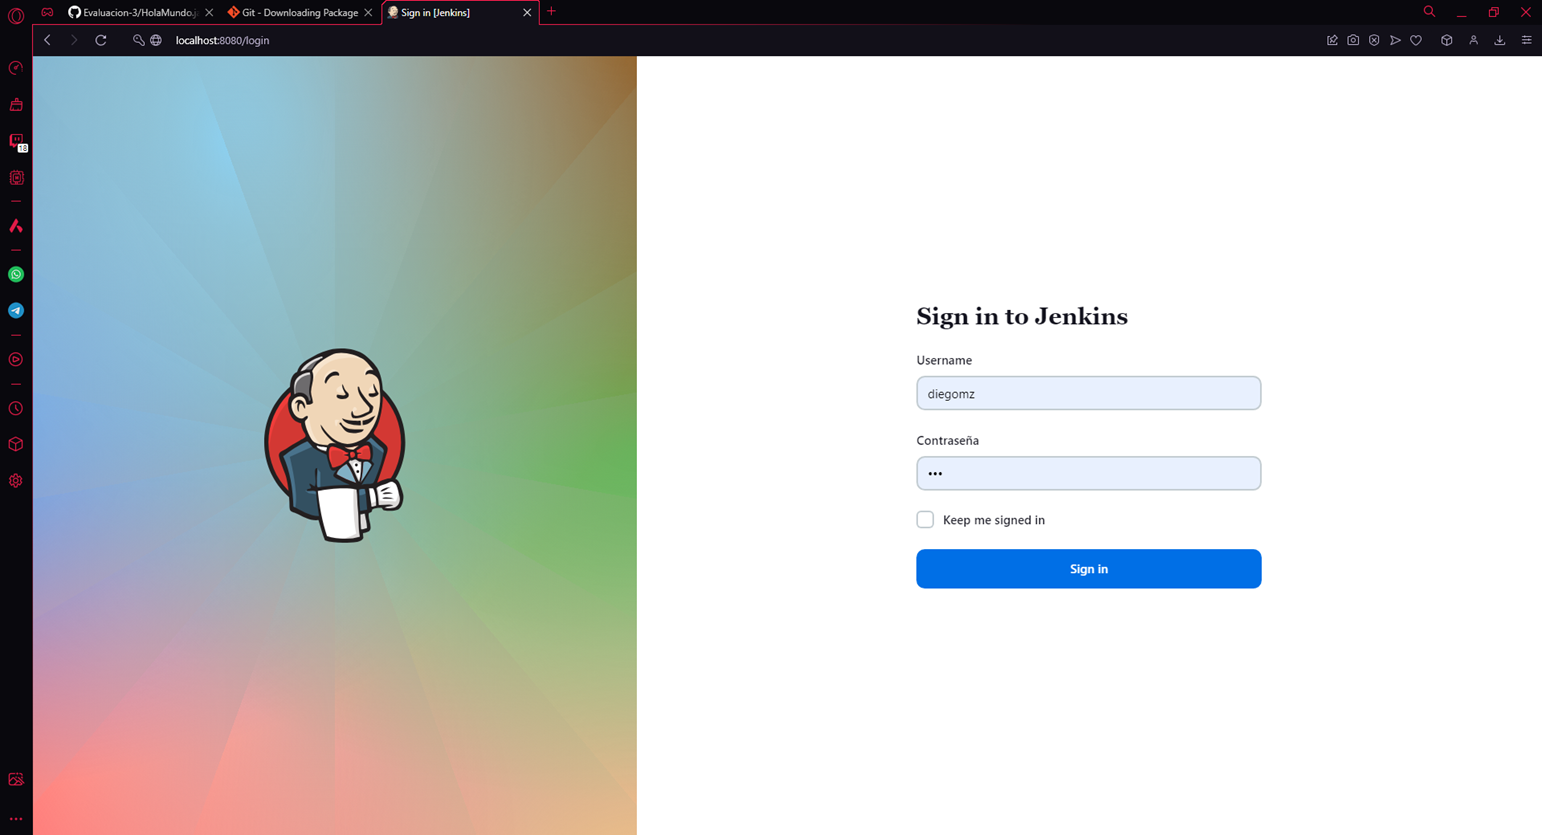 Evaluacion-3/HolaMundo.j
Git - Downloading Package
Sign in [Jenkins]
localhost:8080/login
18
Sign in to Jenkins
Username
diegomz
Contraseña
•••
Keep me signed in
Sign in